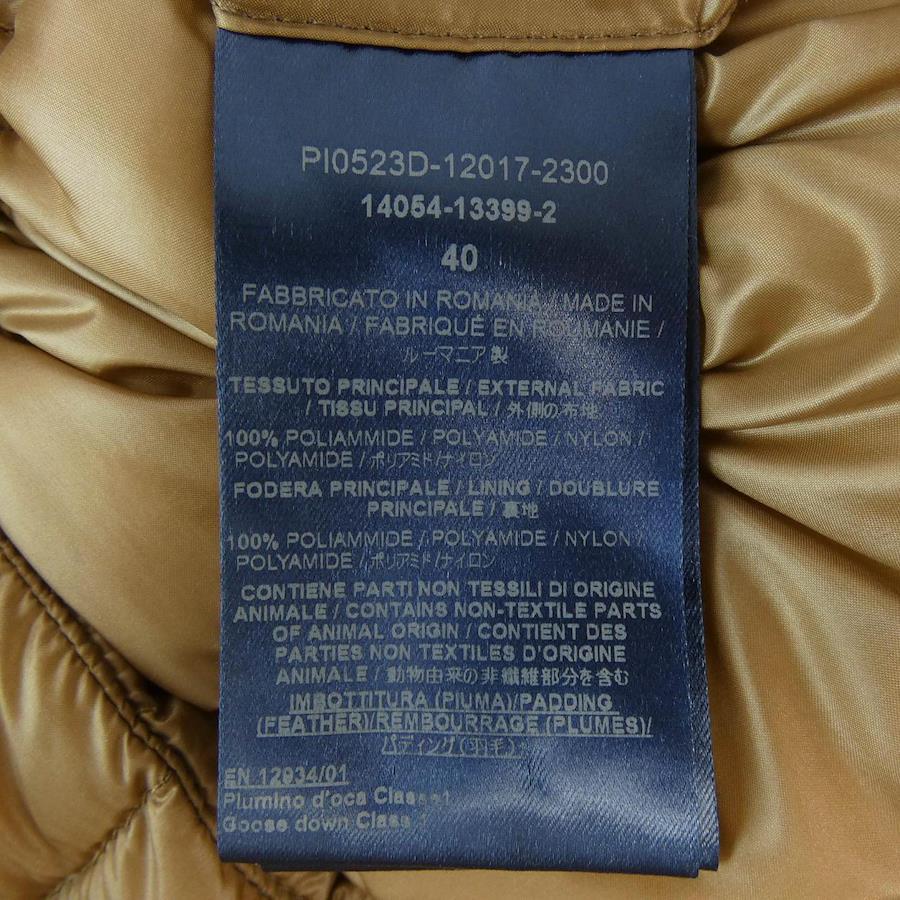 PI0523D-12017-2300
14054-13399-2
40
FABBRICATO IN ROMANIA / MADE IN
ROMANIA / FABRIQUÉ EN ROUMANIE /
ルーマニア製
TESSUTO PRINCIPALE / EXTERNAL FABRIC
/ TISSU PRINCIPAL / 外側の布地
100% POLIAMMIDE / POLYAMIDE / NYLON /
POLYAMIDE / ポリアミド/ナイロン
FODERA PRINCIPALE / LINING / DOUBLURE
PRINCIPALE / 裏地
100% POLIAMMIDE / POLYAMIDE / NYLON /
POLYAMIDE / ポリアミド/ナイロン
CONTIENE PARTI NON TESSILI DI ORIGINE
ANIMALE / CONTAINS NON-TEXTILE PARTS
OF ANIMAL ORIGIN / CONTIENT DES
PARTIES NON TEXTILES D'ORIGINE
ANIMALE / 動物由来の非繊維部分を含む
IMBOTTITURA (PIUMA)/PADDING
(FEATHER)/REMBOURRAGE (PLUMES)/
パディング(羽毛)
EN 12934/01
Piumino d'oca Classe1
Goose down Class 1